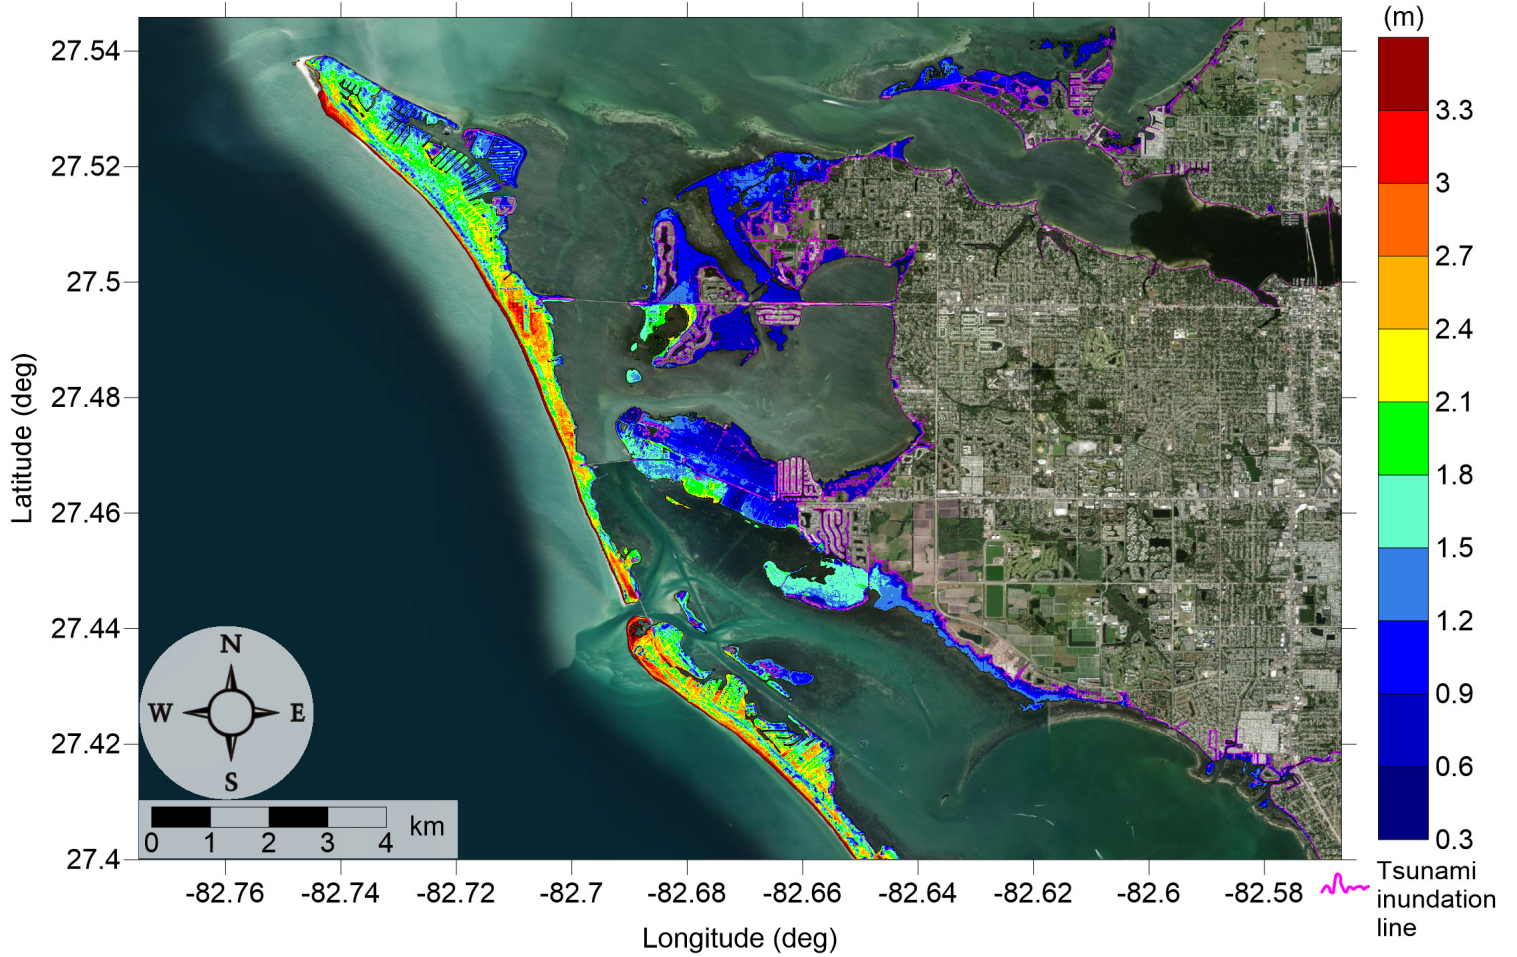 (m)
27.54
27.52
27.5
27.48
27.46
27.44
27.42
27.4
Latitude (deg)
3.3
3
2.7
2.4
2.1
1.8
1.5
1.2
0.9
0.6
0.3
N
W
E
S
0 1 2 3 4 km
-82.76 -82.74 -82.72 -82.7 -82.68 -82.66 -82.64 -82.62 -82.6 -82.58
Longitude (deg)
Tsunami
inundation
line